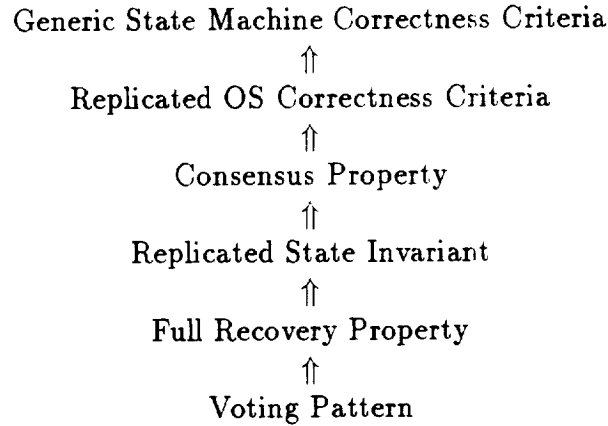 Generic State Machine Correctness Criteria
⇑
Replicated OS Correctness Criteria
⇑
Consensus Property
⇑
Replicated State Invariant
⇑
Full Recovery Property
⇑
Voting Pattern